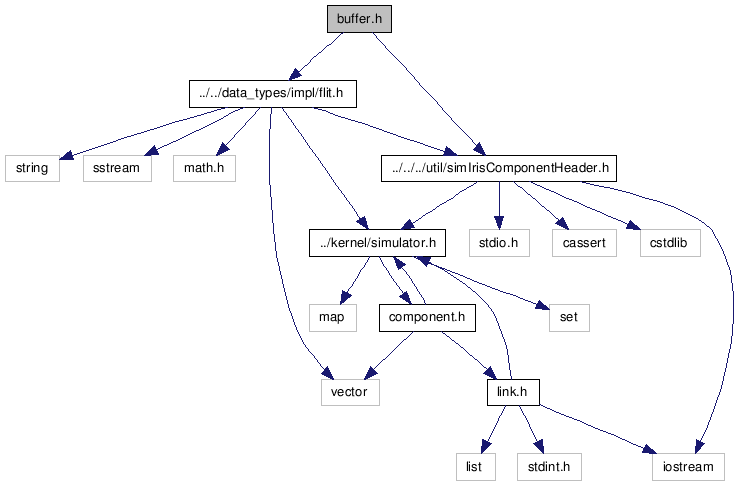 buffer.h
../../data_types/impl/flit.h
string
sstream
math.h
../../../util/simIrisComponentHeader.h
../kernel/simulator.h
stdio.h
cassert
cstdlib
map
component.h
set
vector
link.h
list
stdint.h
iostream